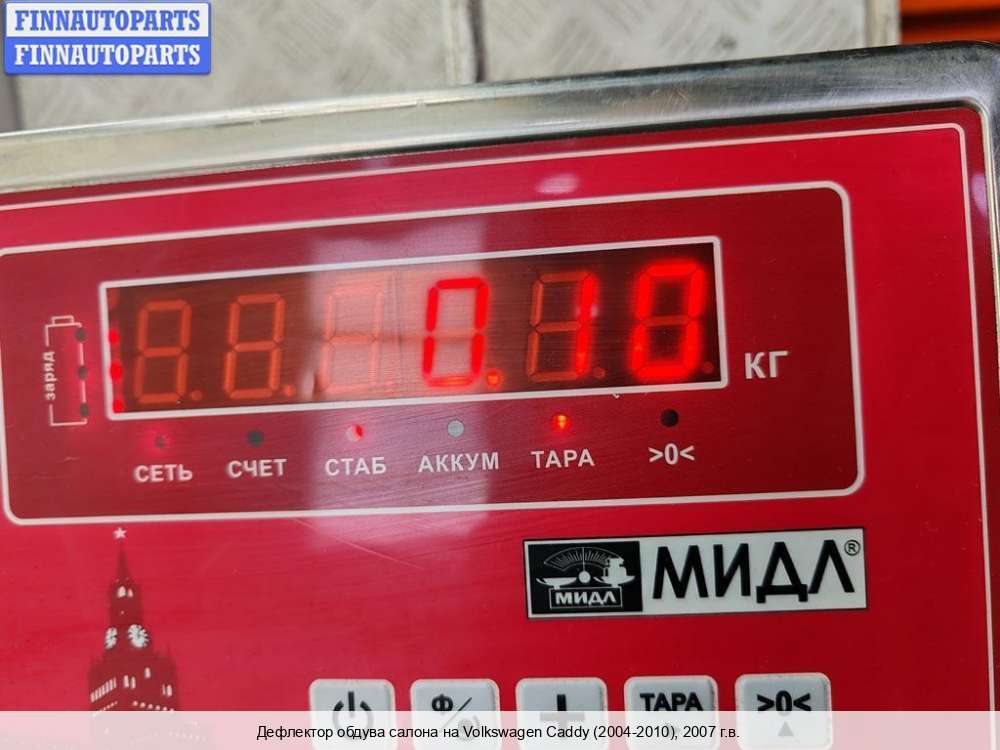 FINNAUTOPARTS
FINNAUTOPARTS
заряд
0.10 КГ
СЕТЬ СЧЕТ СТАБ АККУМ ТАРА >0<
МИДЛ МИДЛ®
Ф/ ТАРА >0<
Дефлектор обдува салона на Volkswagen Caddy (2004-2010), 2007 г.в.